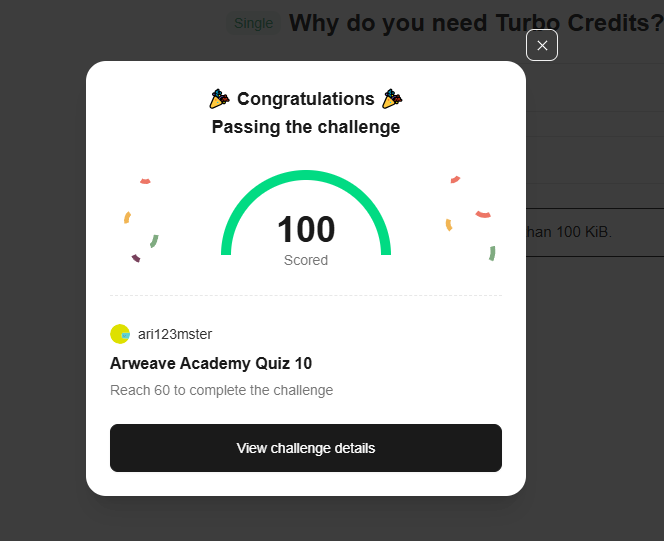 Single Why do you need Turbo Credits?
🎉 Congratulations 🎉
Passing the challenge
100
Scored
han 100 KiB.
ari123mster
Arweave Academy Quiz 10
Reach 60 to complete the challenge
View challenge details